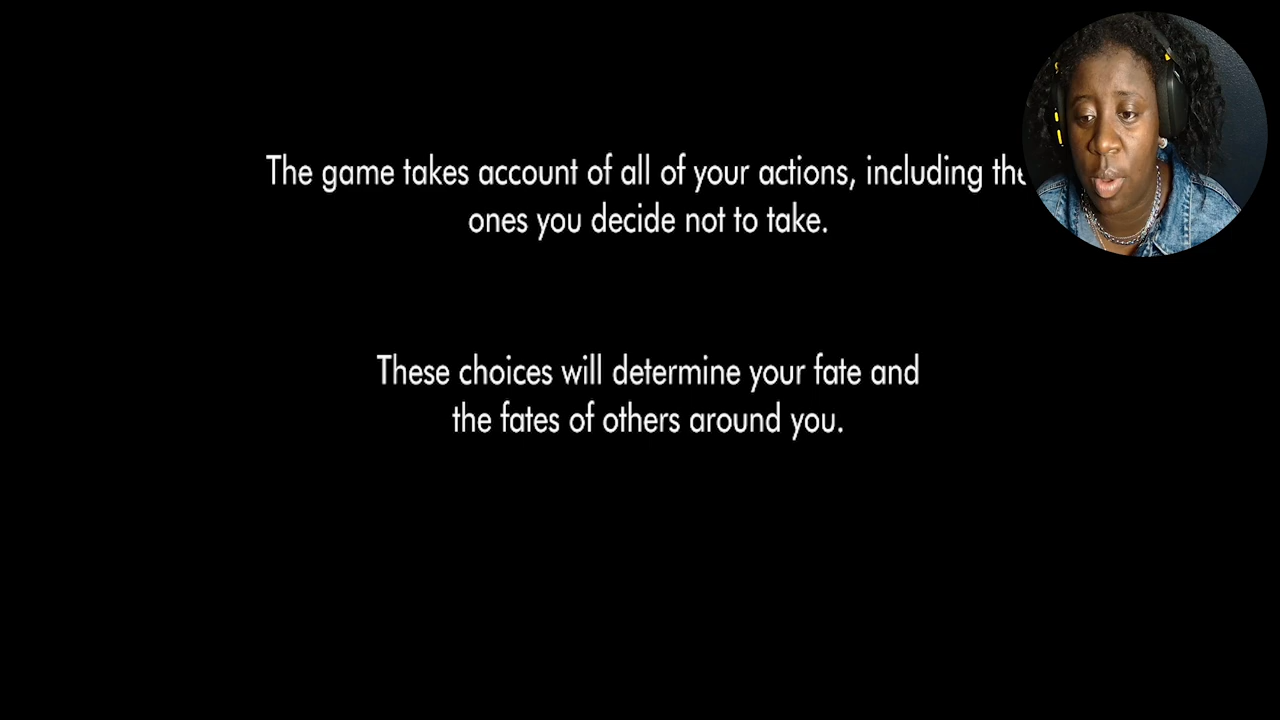 The game takes account of all of your actions, including the
ones you decide not to take.
These choices will determine your fate and
the fates of others around you.